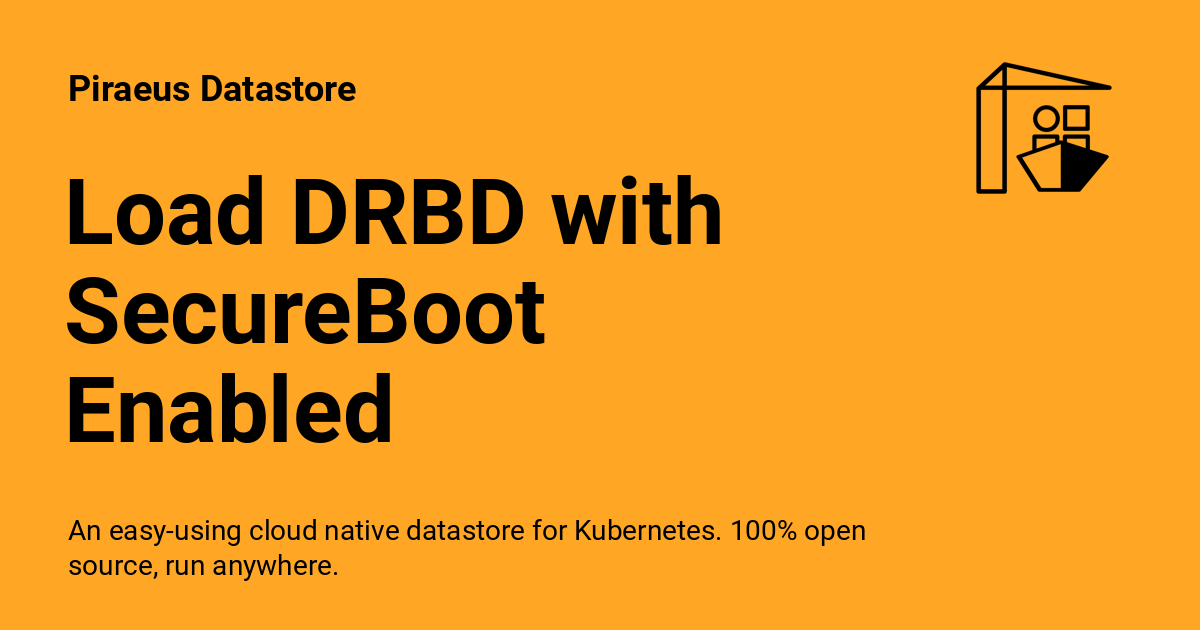 Piraeus Datastore
Load DRBD with
SecureBoot
Enabled
An easy-using cloud native datastore for Kubernetes. 100% open
source, run anywhere.